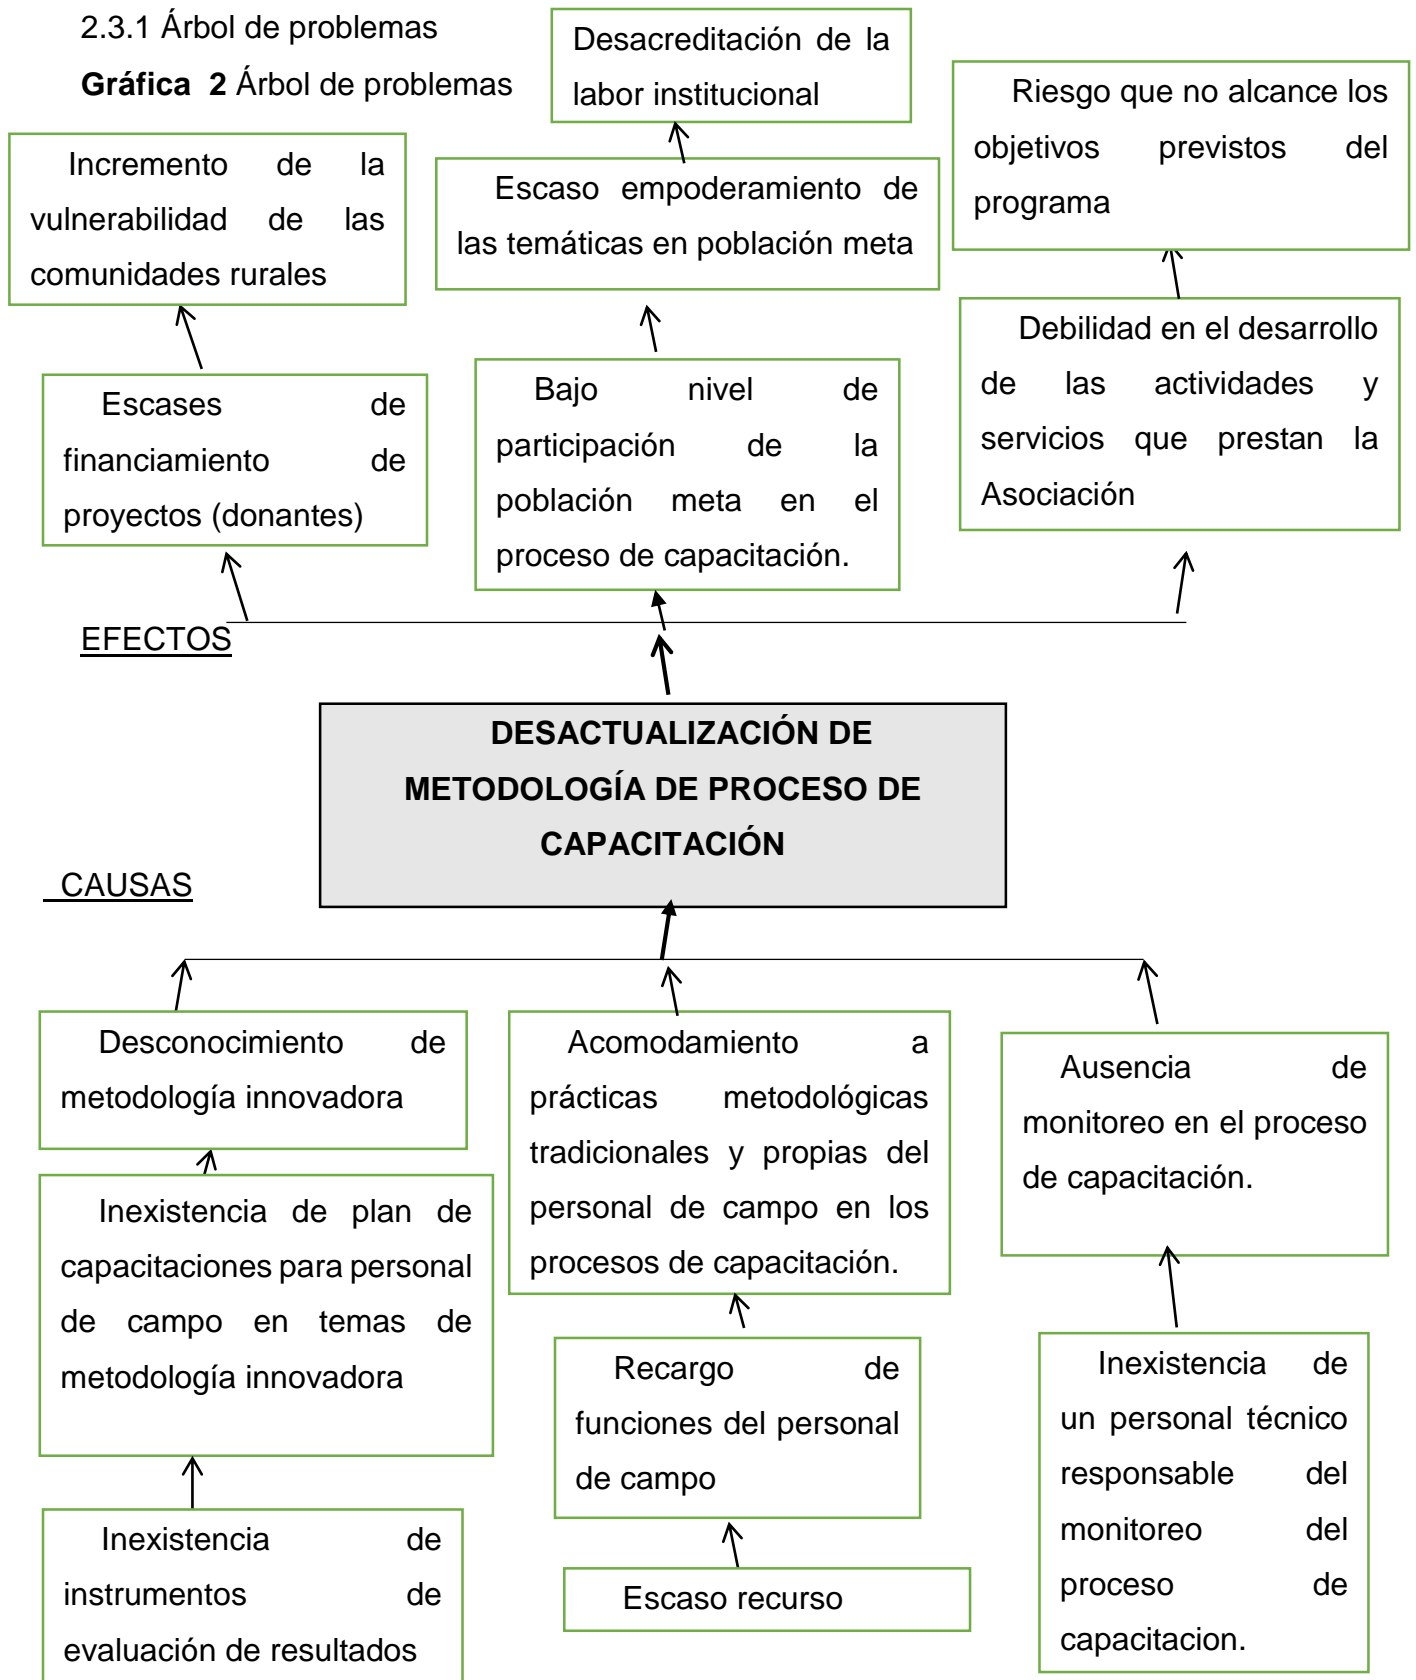 2.3.1 Árbol de problemas
Gráfica 2 Árbol de problemas
Desacreditación de la
labor institucional
Riesgo que no alcance los
objetivos previstos del
programa
Incremento de la
vulnerabilidad de las
comunidades rurales
Escaso empoderamiento de
las temáticas en población meta
Escases de
financiamiento de
proyectos (donantes)
Bajo nivel de
participación de la
población meta en el
proceso de capacitación.
Debilidad en el desarrollo
de las actividades y
servicios que prestan la
Asociación
EFECTOS
DESACTUALIZACIÓN DE
METODOLOGÍA DE PROCESO DE
CAPACITACIÓN
CAUSAS
Desconocimiento de
metodología innovadora
Acomodamiento a
prácticas metodológicas
tradicionales y propias del
personal de campo en los
procesos de capacitación.
Ausencia de
monitoreo en el proceso
de capacitación.
Inexistencia de plan de
capacitaciones para personal
de campo en temas de
metodología innovadora
Recargo de
funciones del personal
de campo
Inexistencia de
un personal técnico
responsable del
monitoreo del
proceso de
capacitacion.
Inexistencia de
instrumentos de
evaluación de resultados
Escaso recurso